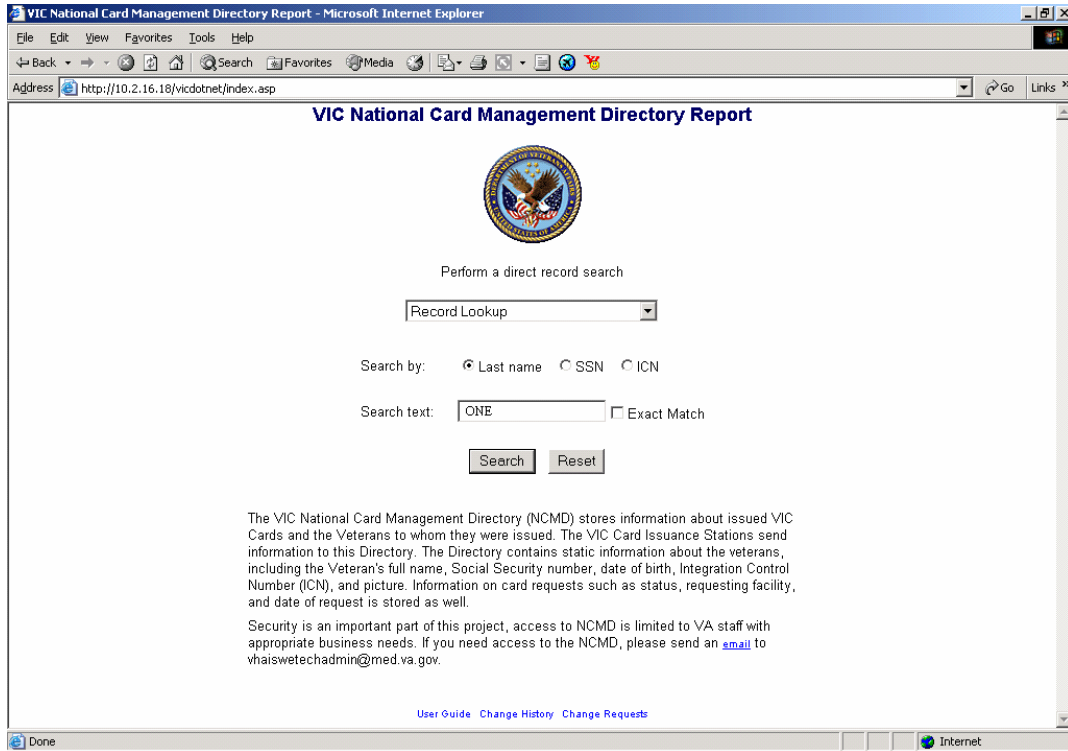 VIC National Card Management Directory Report - Microsoft Internet Explorer
File Edit View Favorites Tools Help
Back Search Favorites Media
Address http://10.2.16.18/vicdotnet/index.asp Go Links »
VIC National Card Management Directory Report
DEPARTMENT OF VETERANS AFFAIRS
UNITED STATES OF AMERICA
Perform a direct record search
Record Lookup
Search by: Last name SSN ICN
Search text: ONE Exact Match
Search Reset
The VIC National Card Management Directory (NCMD) stores information about issued VIC
Cards and the Veterans to whom they were issued. The VIC Card Issuance Stations send
information to this Directory. The Directory contains static information about the veterans,
including the Veteran's full name, Social Security number, date of birth, Integration Control
Number (ICN), and picture. Information on card requests such as status, requesting facility,
and date of request is stored as well.
Security is an important part of this project, access to NCMD is limited to VA staff with
appropriate business needs. If you need access to the NCMD, please send an email to
vhaiswetechadmin@med.va.gov.
User Guide Change History Change Requests
Done Internet